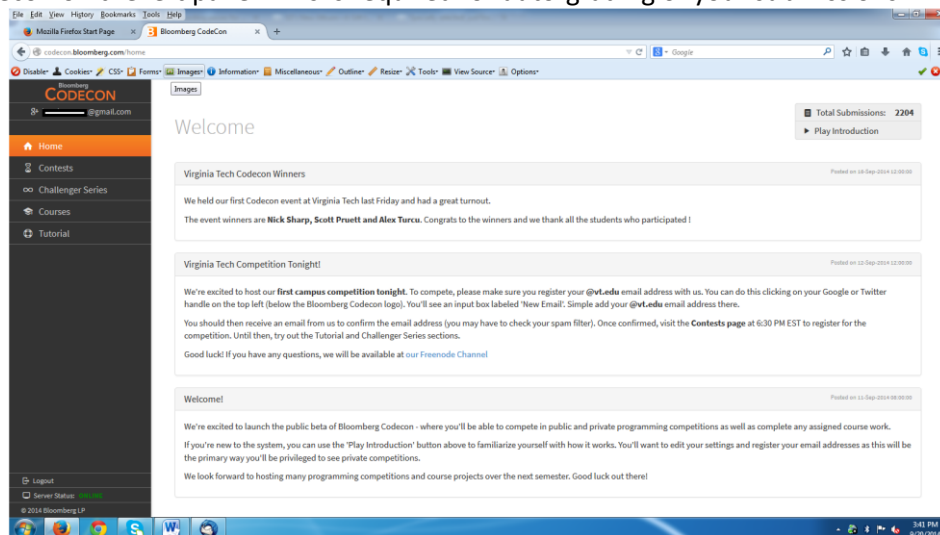 File Edit View History Bookmarks Tools Help
Mozilla Firefox Start Page
Bloomberg CodeCon
codecon.bloomberg.com/home
Google
Disable Cookies CSS Forms Images Information Miscellaneous Outline Resize Tools View Source Options
Images
Bloomberg
CODECON
@gmail.com
Home
Contests
Challenger Series
Courses
Tutorial
Logout
Server Status: ONLINE
© 2014 Bloomberg LP
Welcome
Total Submissions: 2204
Play Introduction
Virginia Tech Codecon Winners
We held our first Codecon event at Virginia Tech last Friday and had a great turnout.
The event winners are Nick Sharp, Scott Pruett and Alex Turcu. Congrats to the winners and we thank all the students who participated !
Virginia Tech Competition Tonight!
Posted on 12-Sep-2014 12:00:00
We're excited to host our first campus competition tonight. To compete, please make sure you register your @vt.edu email address with us. You can do this clicking on your Google or Twitter
handle on the top left (below the Bloomberg Codecon logo). You'll see an input box labeled 'New Email'. Simple add your @vt.edu email address there.
You should then receive an email from us to confirm the email address (you may have to check your spam filter). Once confirmed, visit the Contests page at 6:30 PM EST to register for the
competition. Until then, try out the Tutorial and Challenger Series sections.
Good luck! If you have any questions, we will be available at our Freenode Channel
Welcome!
Posted on 11-Sep-2014 08:00:00
We're excited to launch the public beta of Bloomberg Codecon - where you'll be able to compete in public and private programming competitions as well as complete any assigned course work.
If you're new to the system, you can use the 'Play Introduction' button above to familiarize yourself with how it works. You'll want to edit your settings and register your email addresses as this will be
the primary way you'll be privileged to see private competitions.
We look forward to hosting many programming competitions and course projects over the next semester. Good luck out there!
3:41 PM